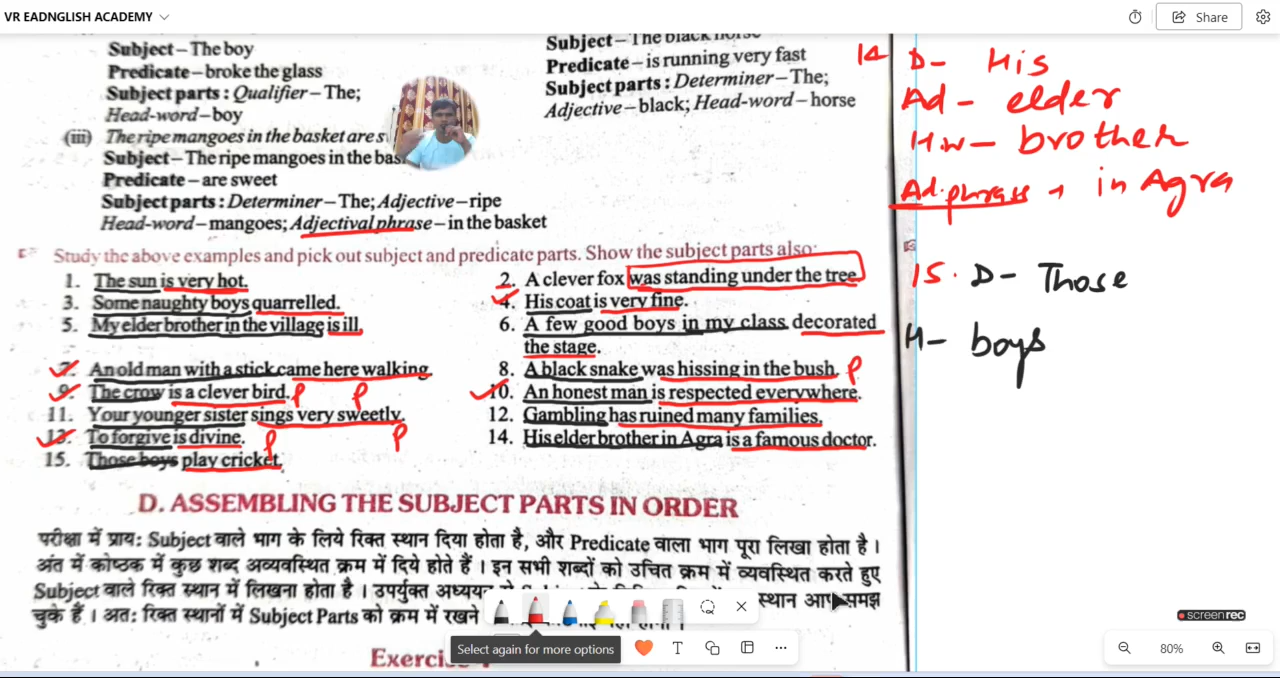 VR EADNGLISH ACADEMY
Share
Subject – The boy
Predicate – broke the glass
Subject parts : Qualifier – The;
Head-word – boy
(iii) The ripe mangoes in the basket are s
Subject – The ripe mangoes in the bas
Predicate – are sweet
Subject parts : Determiner – The; Adjective – ripe
Head-word – mangoes; Adjectival phrase – in the basket
Subject – The black horse
Predicate – is running very fast
Subject parts : Determiner – The;
Adjective – black; Head-word – horse
Study the above examples and pick out subject and predicate parts. Show the subject parts also:
1. The sun is very hot.
2. A clever fox was standing under the tree.
3. Some naughty boys quarrelled.
4. His coat is very fine.
5. My elder brother in the village is ill.
6. A few good boys in my class decorated
the stage.
7. An old man with a stick came here walking.
8. A black snake was hissing in the bush. P
9. The crow is a clever bird. P P
10. An honest man is respected everywhere.
11. Your younger sister sings very sweetly.
12. Gambling has ruined many families.
13. To forgive is divine. P P
14. His elder brother in Agra is a famous doctor.
15. Those boys play cricket.
D. ASSEMBLING THE SUBJECT PARTS IN ORDER
परीक्षा में प्राय: Subject वाले भाग के लिये रिक्त स्थान दिया होता है, और Predicate वाला भाग पूरा लिखा होता है।
अंत में कोष्ठक में कुछ शब्द अव्यवस्थित क्रम में दिये होते हैं। इन सभी शब्दों को उचित क्रम में व्यवस्थित करते हुए
Subject वाले रिक्त स्थान में लिखना होता है। उपर्युक्त अध्ययन स्थान आप समझ
चुके हैं। अत: रिक्त स्थानों में Subject Parts को क्रम में रखने
Exercise
14 D – His
Ad – elder
H.w – brother
Ad. phrass → in Agra
15. D – Those
H – boys
Select again for more options
screenrec
80%